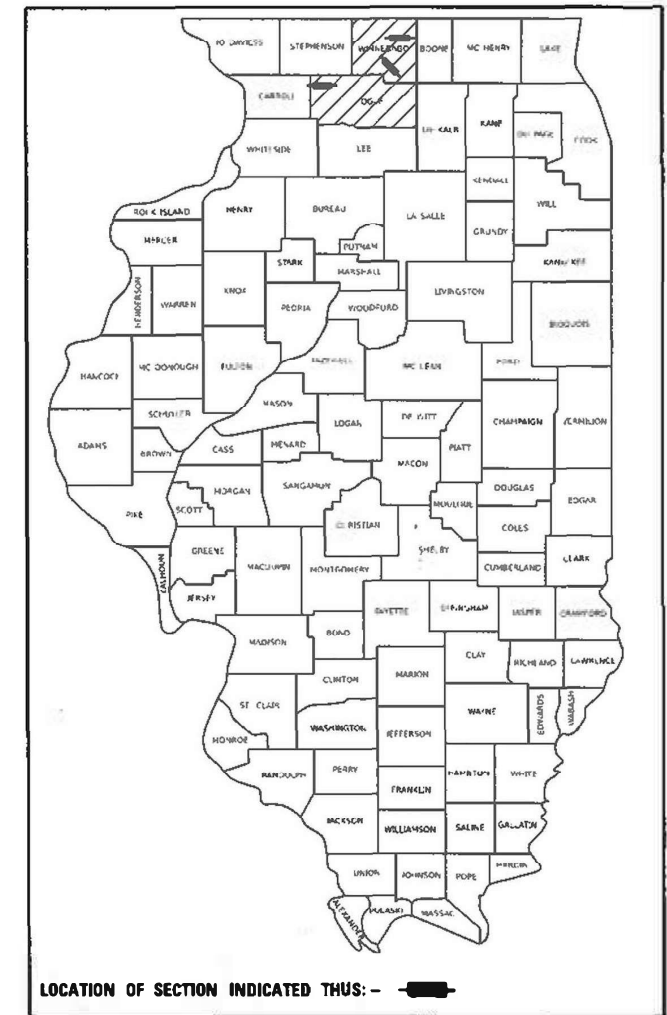 JO DAVIESS STEPHENSON WINNEBAGO BOONE MC HENRY LAKE
CARROLL OGLE
DE KALB KANE DU PAGE COOK
WHITESIDE LEE
KENDALL
WILL
ROCK ISLAND HENRY BUREAU LA SALLE
GRUNDY
MERCER PUTNAM
STARK KANKAKEE
MARSHALL
HENDERSON WARREN KNOX PEORIA WOODFORD LIVINGSTON
IROQUOIS
HANCOCK MC DONOUGH FULTON TAZEWELL MC LEAN FORD
MASON
SCHUYLER LOGAN DE WITT CHAMPAIGN VERMILION
ADAMS BROWN CASS MENARD PIATT
MACON
MORGAN SANGAMON DOUGLAS
SCOTT MOULTRIE EDGAR
PIKE CHRISTIAN COLES
GREENE SHELBY
CALHOUN MACOUPIN MONTGOMERY CUMBERLAND CLARK
JERSEY
FAYETTE EFFINGHAM JASPER CRAWFORD
MADISON BOND
CLAY RICHLAND LAWRENCE
CLINTON MARION
ST. CLAIR
WASHINGTON WAYNE EDWARDS WABASH
MONROE JEFFERSON
RANDOLPH PERRY HAMILTON WHITE
FRANKLIN
JACKSON WILLIAMSON SALINE GALLATIN
UNION JOHNSON POPE HARDIN
ALEXANDER PULASKI MASSAC
LOCATION OF SECTION INDICATED THUS: -